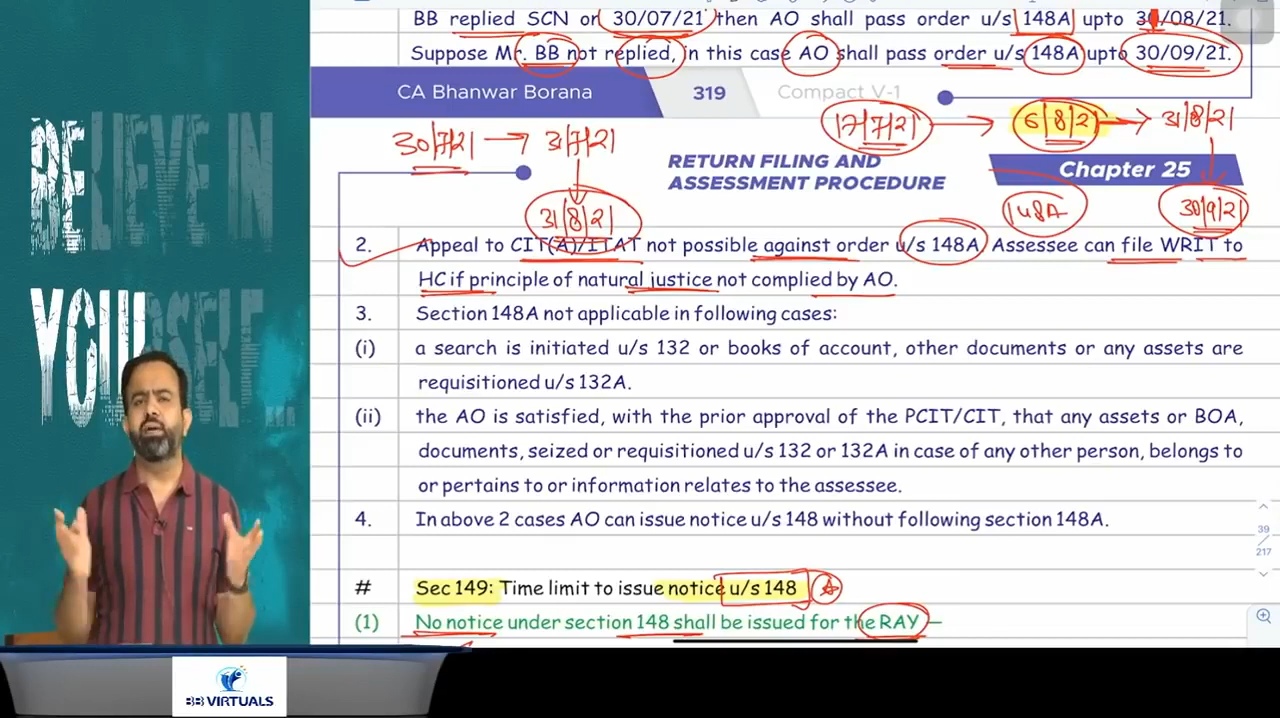 BB replied SCN on 30/07/21 then AO shall pass order u/s 148A upto 31/08/21.
Suppose Mr. BB not replied, in this case AO shall pass order u/s 148A upto 30/09/21.
CA Bhanwar Borana 319 Compact V-1
17|7|21 → 6|8|21 → 31|8|21
30|7|21 → 31|7|21
RETURN FILING AND
ASSESSMENT PROCEDURE
Chapter 25
31|8|21
148A
30|9|21
2. Appeal to CIT(A)/ITAT not possible against order u/s 148A. Assessee can file WRIT to
HC if principle of natural justice not complied by AO.
3. Section 148A not applicable in following cases:
(i) a search is initiated u/s 132 or books of account, other documents or any assets are
requisitioned u/s 132A.
(ii) the AO is satisfied, with the prior approval of the PCIT/CIT, that any assets or BOA,
documents, seized or requisitioned u/s 132 or 132A in case of any other person, belongs to
or pertains to or information relates to the assessee.
4. In above 2 cases AO can issue notice u/s 148 without following section 148A.
39
/
217
# Sec 149: Time limit to issue notice u/s 148
(1) No notice under section 148 shall be issued for the RAY —
BELIEVE IN
YOURSELF...
BB VIRTUALS